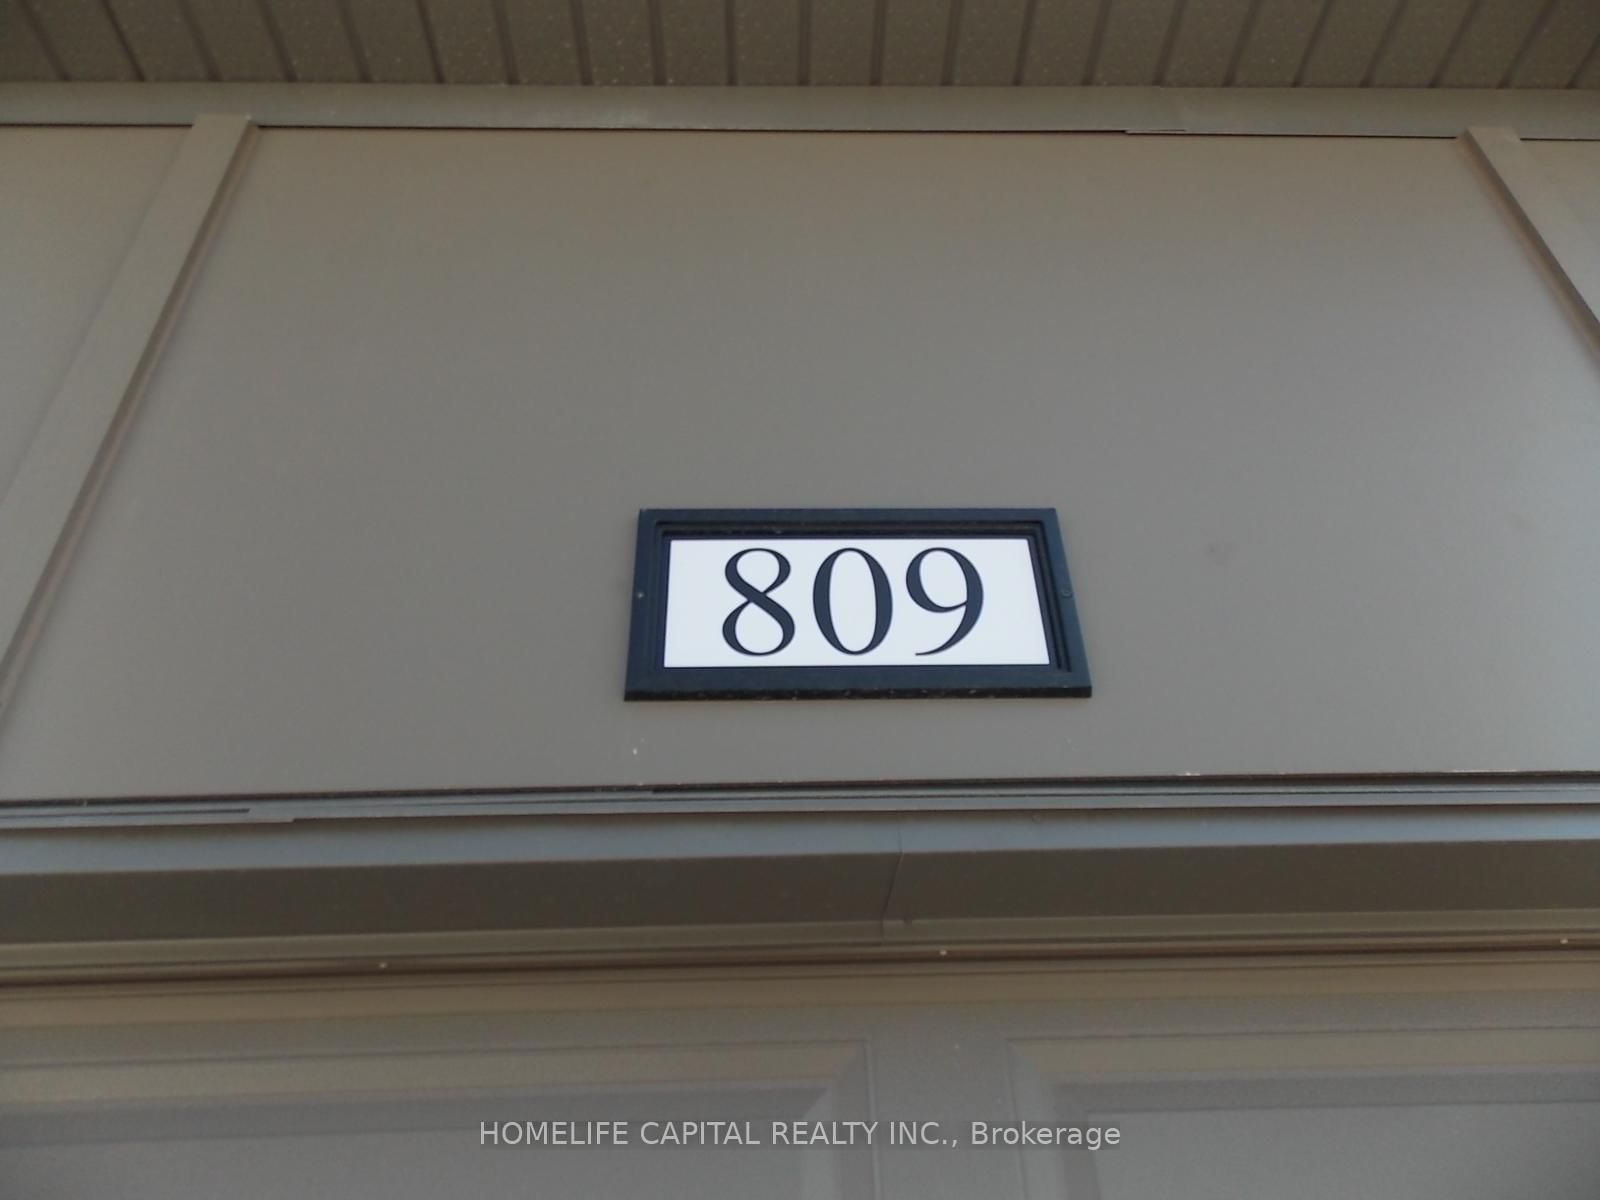 809
HOMELIFE CAPITAL REALTY INC., Brokerage